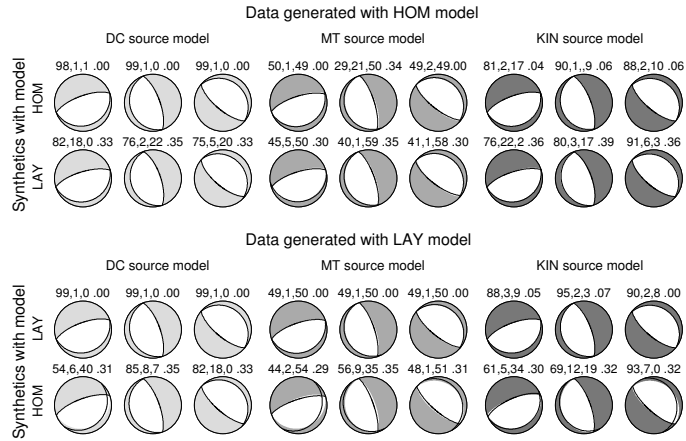 Data generated with HOM model
DC source model MT source model KIN source model
Synthetics with model
HOM
98,1,1 .00 99,1,0 .00 99,1,0 .00 50,1,49 .00 29,21,50 .34 49,2,49.00 81,2,17 .04 90,1,,9 .06 88,2,10 .06
LAY
82,18,0 .33 76,2,22 .35 75,5,20 .33 45,5,50 .30 40,1,59 .35 41,1,58 .30 76,22,2 .36 80,3,17 .39 91,6,3 .36
Data generated with LAY model
DC source model MT source model KIN source model
Synthetics with model
LAY
99,1,0 .00 99,1,0 .00 99,1,0 .00 49,1,50 .00 49,1,50 .00 49,1,50 .00 88,3,9 .05 95,2,3 .07 90,2,8 .00
HOM
54,6,40 .31 85,8,7 .35 82,18,0 .33 44,2,54 .29 56,9,35 .35 48,1,51 .31 61,5,34 .30 69,12,19 .32 93,7,0 .32